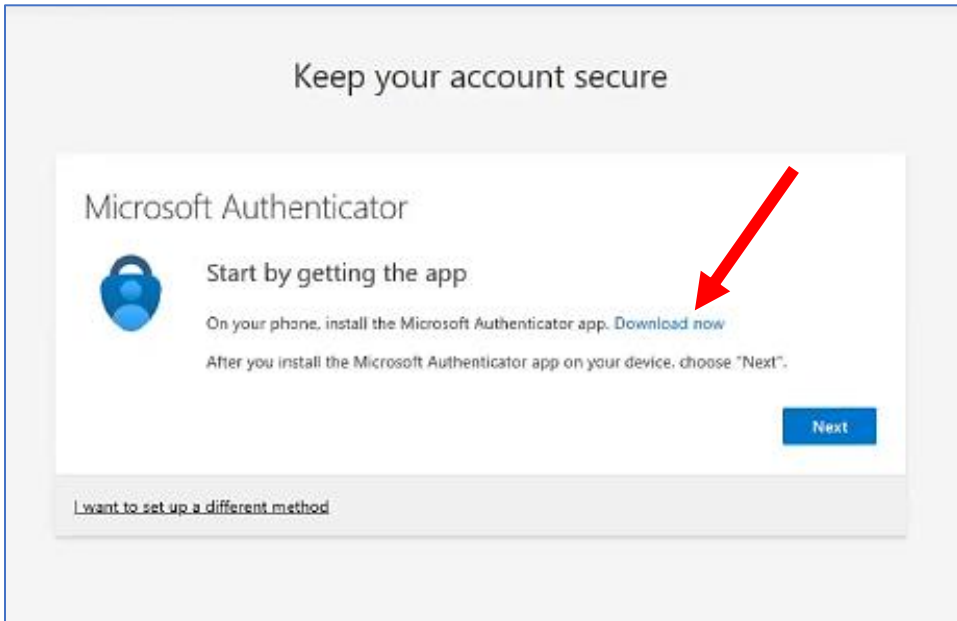 Keep your account secure
Microsoft Authenticator
Start by getting the app
On your phone, install the Microsoft Authenticator app. Download now
After you install the Microsoft Authenticator app on your device, choose "Next".
Next
I want to set up a different method